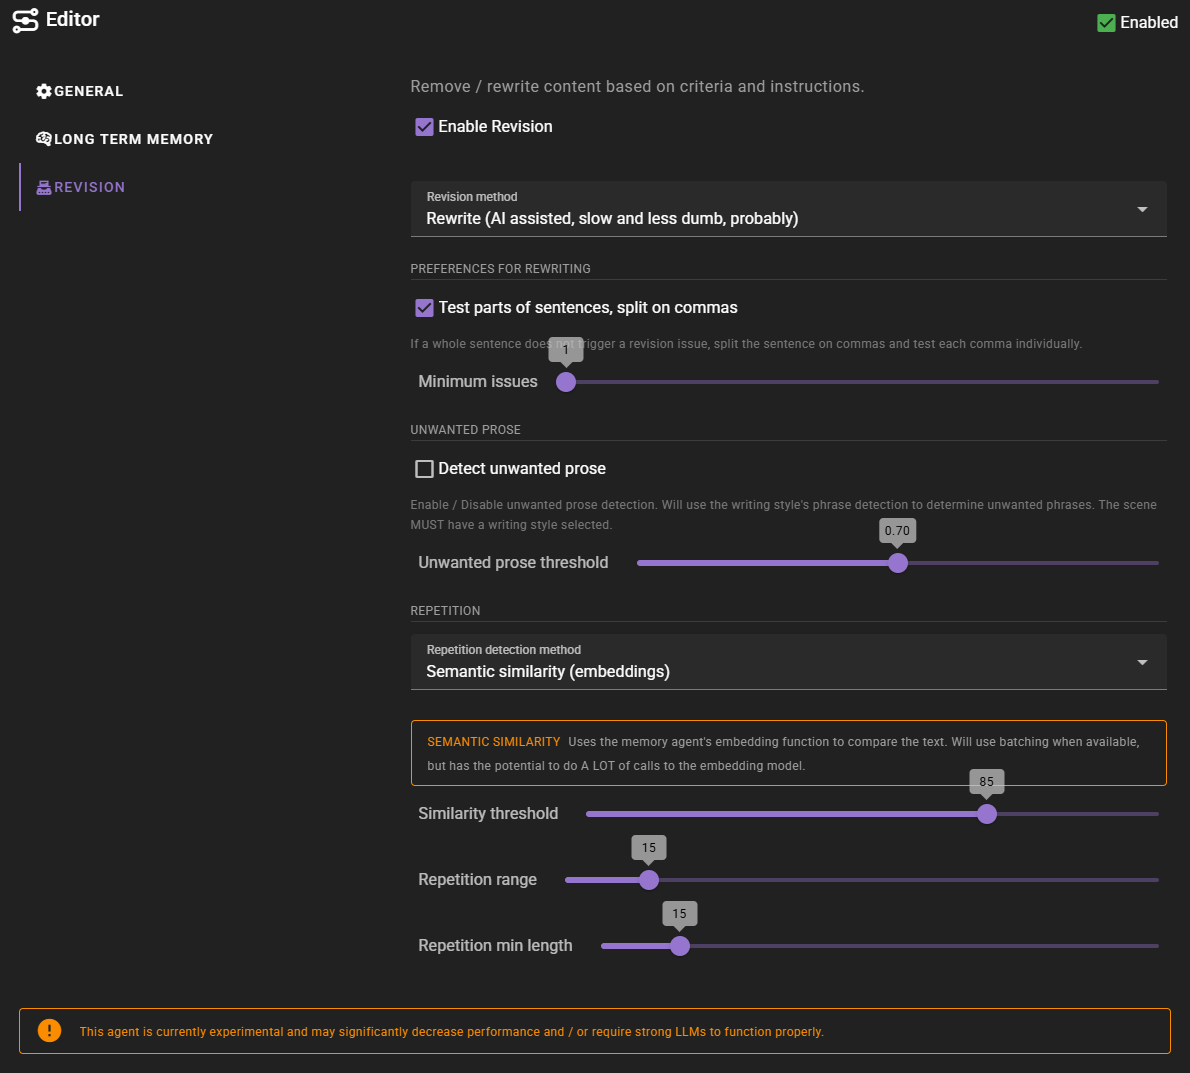 Editor
Enabled
GENERAL
LONG TERM MEMORY
REVISION
Remove / rewrite content based on criteria and instructions.
Enable Revision
Revision method
Rewrite (AI assisted, slow and less dumb, probably)
PREFERENCES FOR REWRITING
Test parts of sentences, split on commas
If a whole sentence does not trigger a revision issue, split the sentence on commas and test each comma individually.
1
Minimum issues
UNWANTED PROSE
Detect unwanted prose
Enable / Disable unwanted prose detection. Will use the writing style's phrase detection to determine unwanted phrases. The scene
MUST have a writing style selected.
0.70
Unwanted prose threshold
REPETITION
Repetition detection method
Semantic similarity (embeddings)
SEMANTIC SIMILARITY Uses the memory agent's embedding function to compare the text. Will use batching when available,
but has the potential to do A LOT of calls to the embedding model.
85
Similarity threshold
15
Repetition range
15
Repetition min length
This agent is currently experimental and may significantly decrease performance and / or require strong LLMs to function properly.